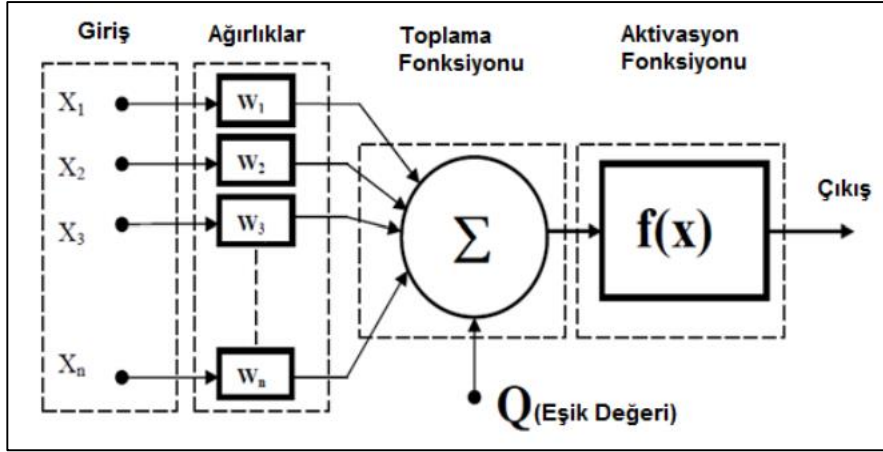 Giriş
Ağırlıklar
Toplama
Fonksiyonu
Aktivasyon
Fonksiyonu
X1
W1
X2
W2
X3
W3
Σ
f(x)
Çıkış
Xn
Wn
Q(Eşik Değeri)